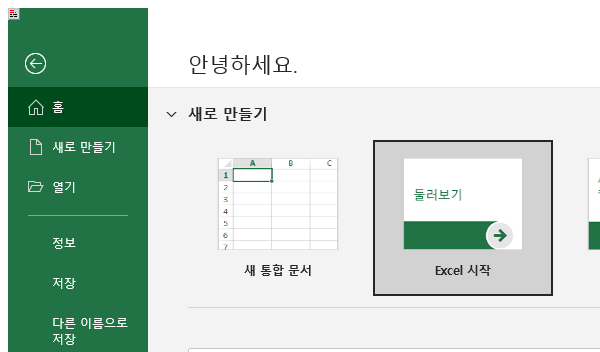 안녕하세요.
홈
새로 만들기
열기
정보
저장
다른 이름으로
저장
새로 만들기
A B C
1
2
3
4
5
6
7
새 통합 문서
둘러보기
Excel 시작